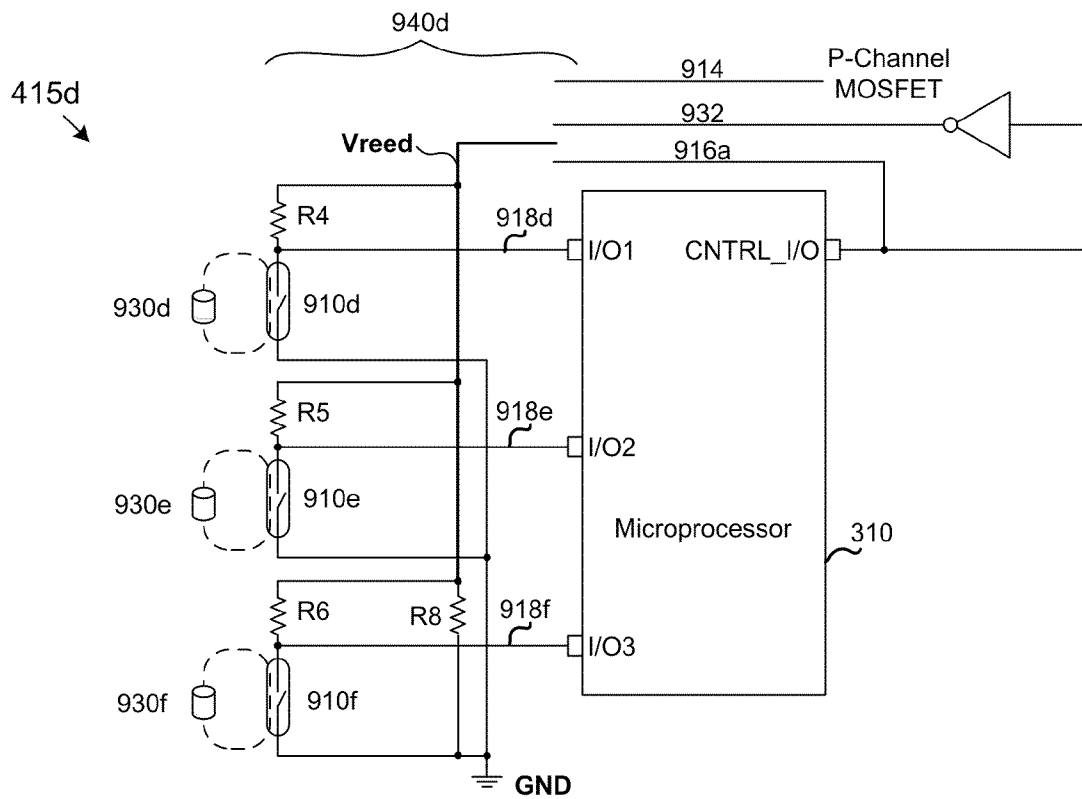 940d
415d
914
P-Channel
MOSFET
932
Vreed
916a
R4
918d
I/O1
CNTRL_I/O
930d
910d
R5
918e
I/O2
930e
910e
Microprocessor
310
R6
R8
918f
I/O3
930f
910f
GND